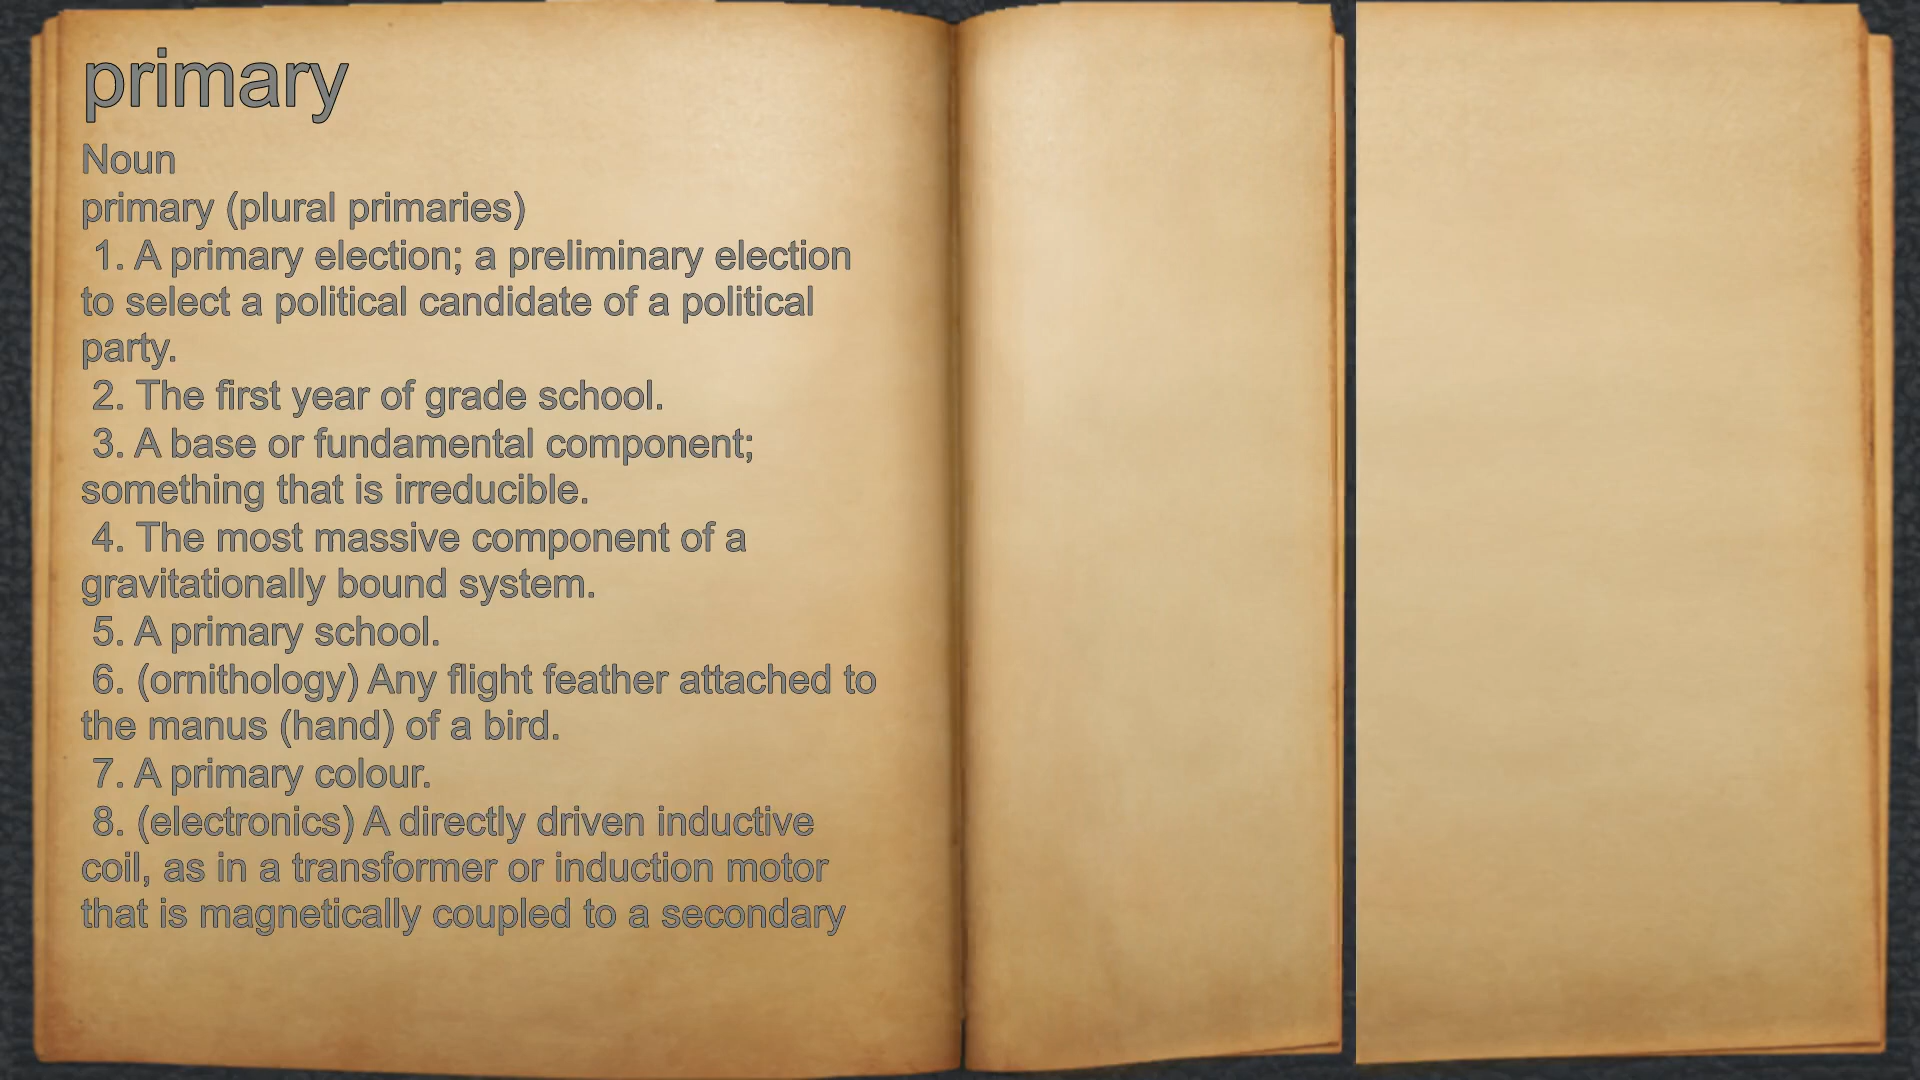 primary
Noun
primary (plural primaries)
1. A primary election; a preliminary election
to select a political candidate of a political
party.
2. The first year of grade school.
3. A base or fundamental component;
something that is irreducible.
4. The most massive component of a
gravitationally bound system.
5. A primary school.
6. (ornithology) Any flight feather attached to
the manus (hand) of a bird.
7. A primary colour.
8. (electronics) A directly driven inductive
coil, as in a transformer or induction motor
that is magnetically coupled to a secondary